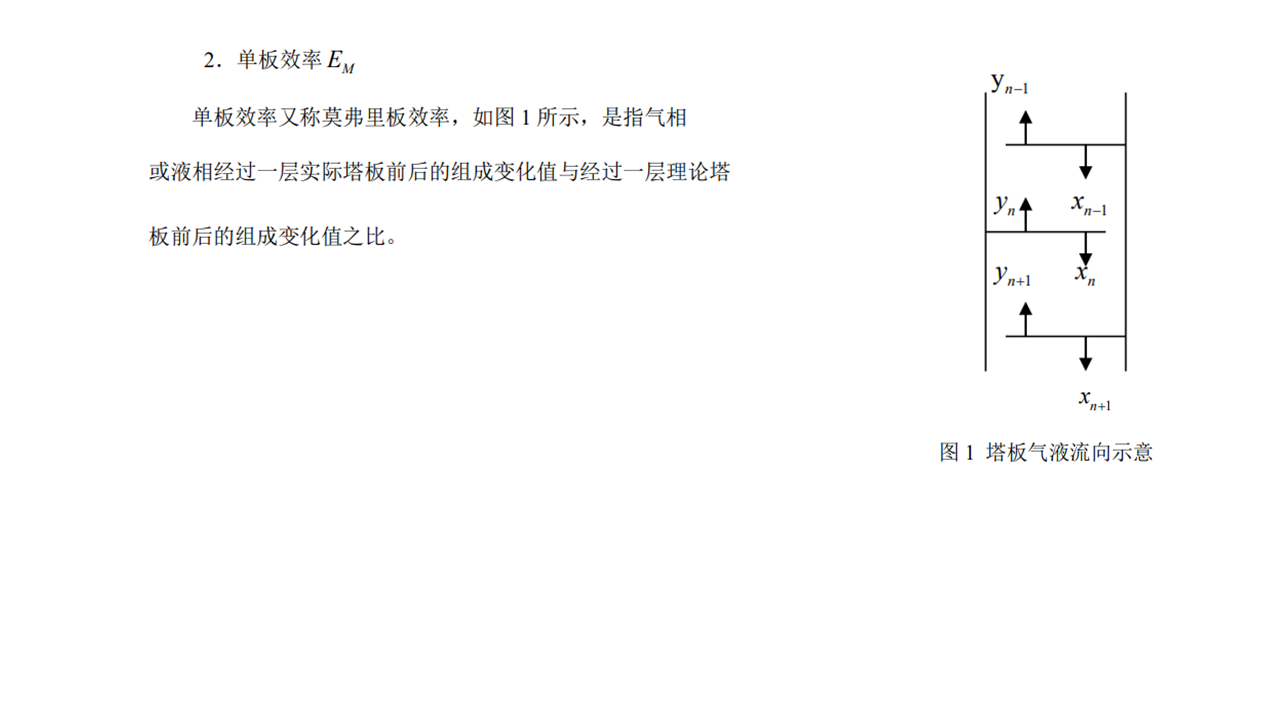 2．单板效率 E_M
单板效率又称莫弗里板效率，如图 1 所示，是指气相
或液相经过一层实际塔板前后的组成变化值与经过一层理论塔
板前后的组成变化值之比。
y_{n−1}
y_n
x_{n−1}
y_{n+1}
x_n
x_{n+1}
图 1 塔板气液流向示意